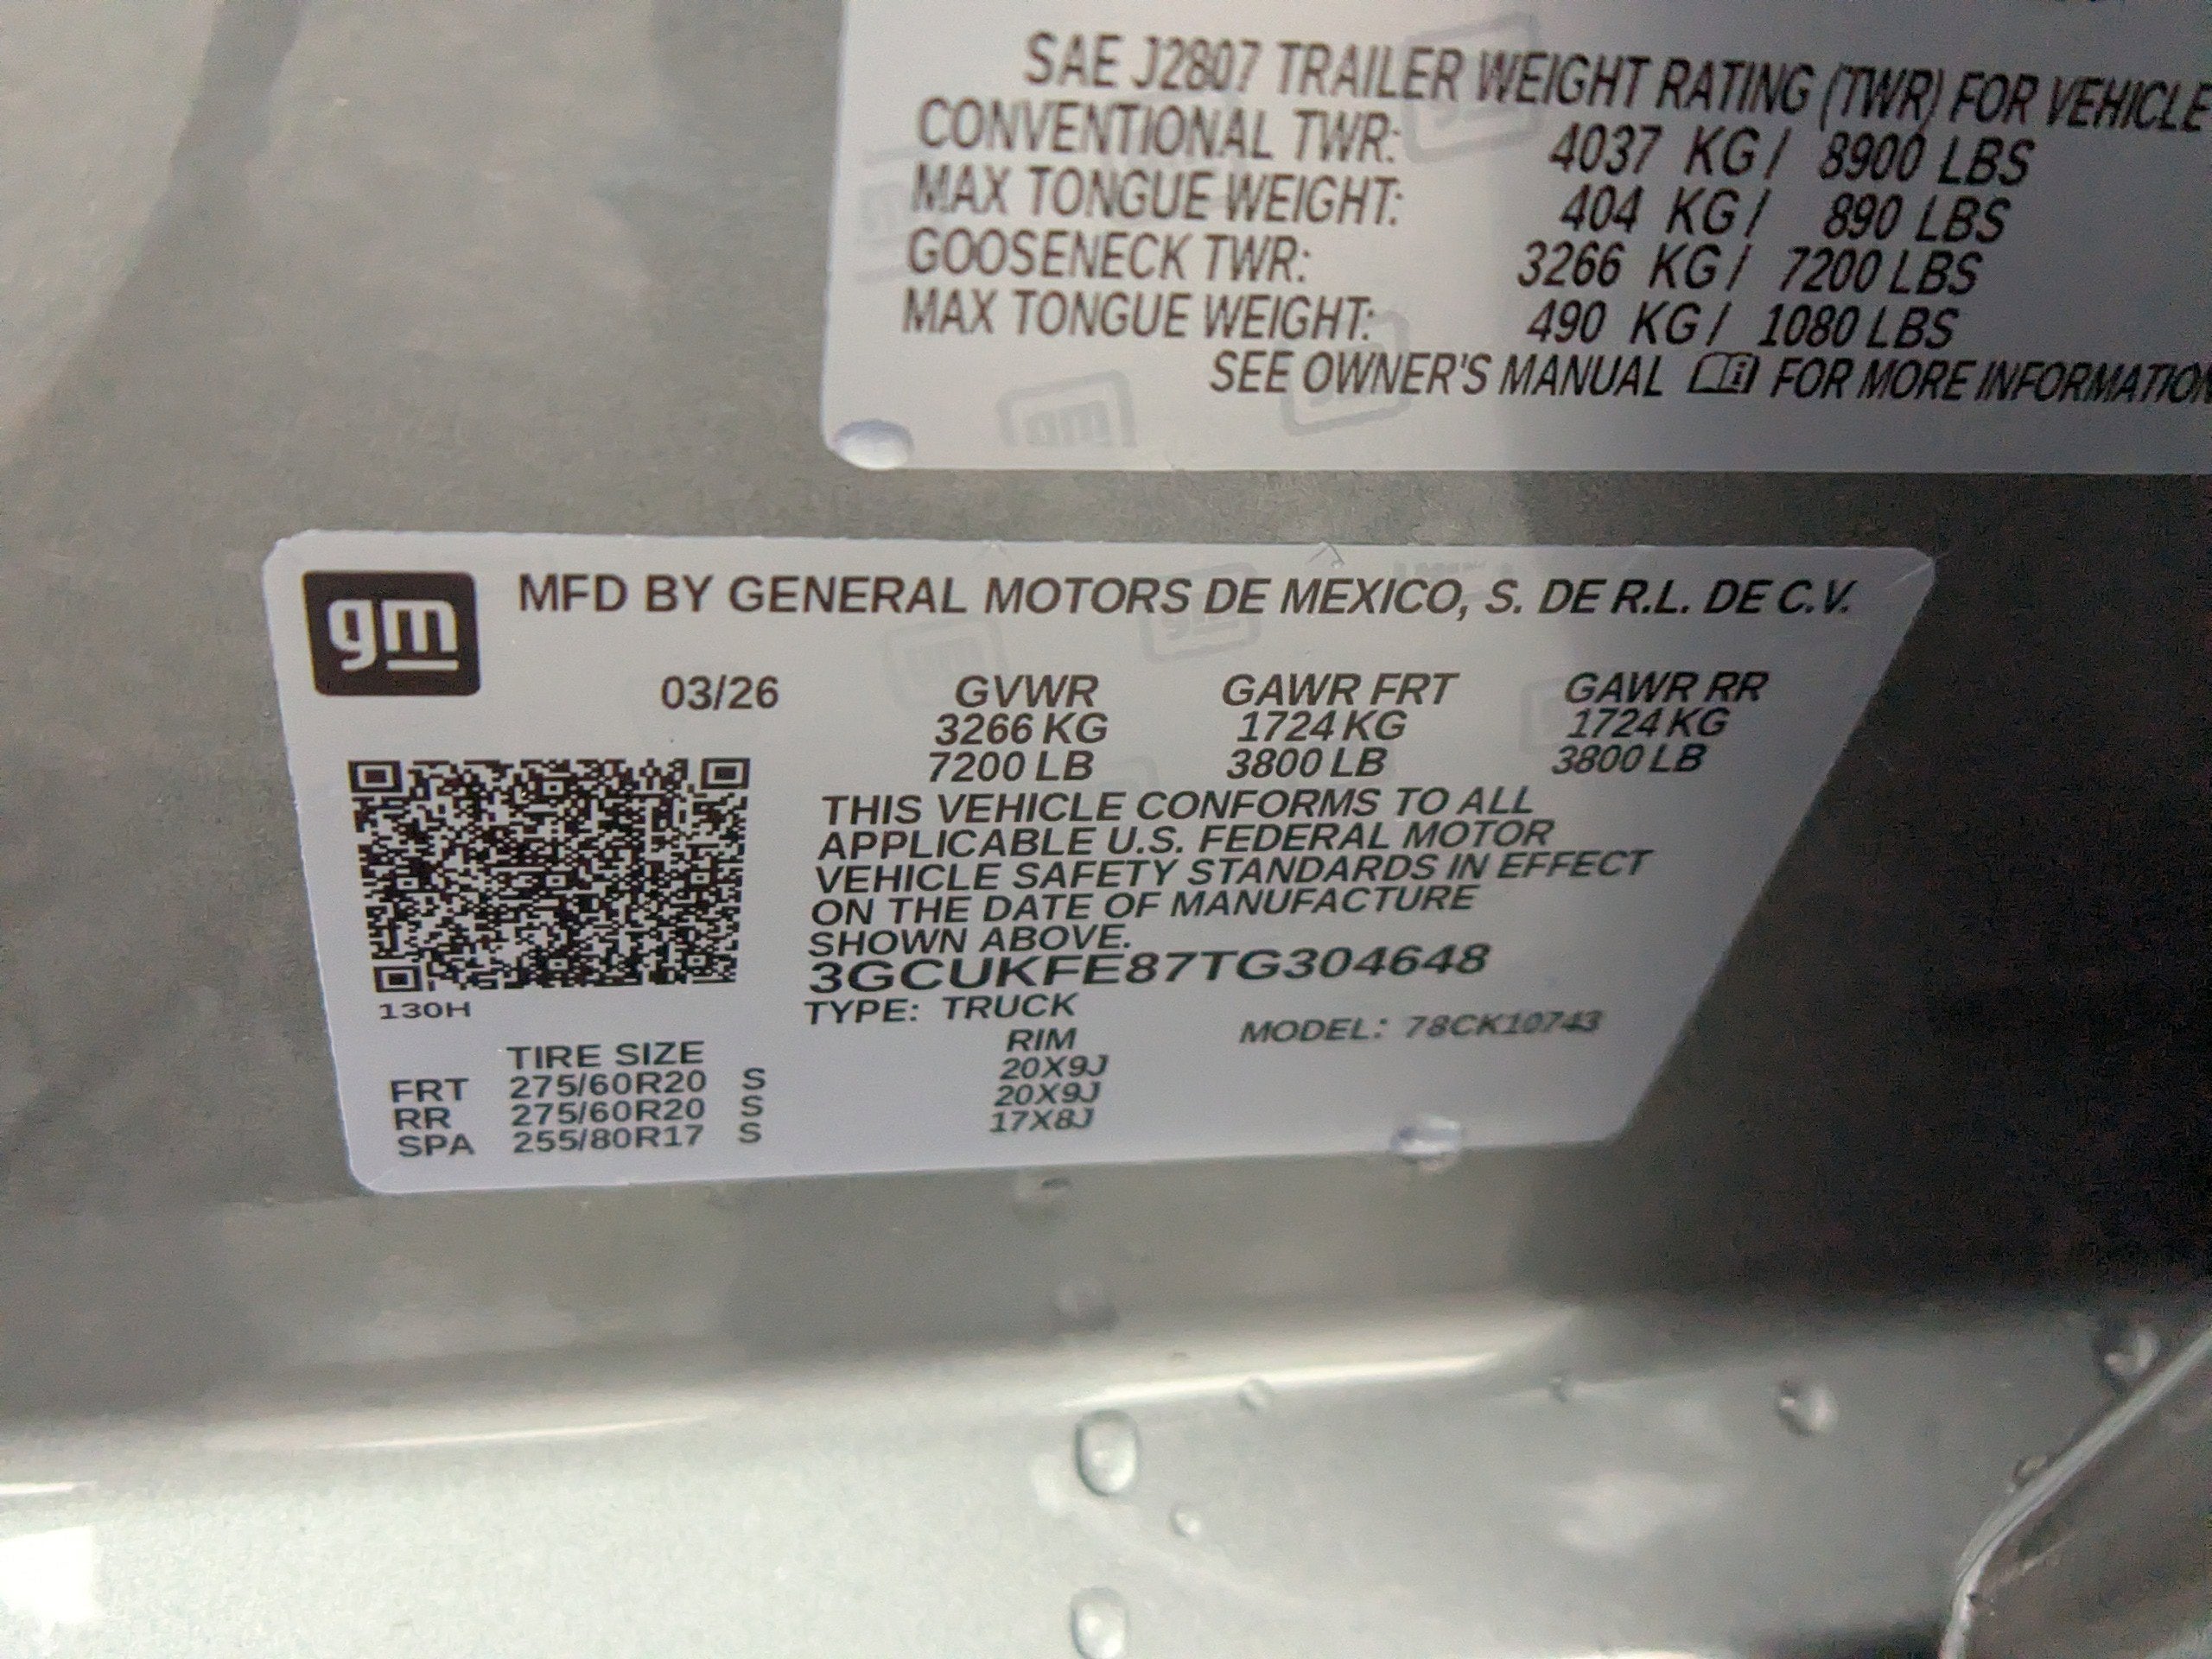 SAE J2807 TRAILER WEIGHT RATING (TWR) FOR VEHICLE
CONVENTIONAL TWR: 4037 KG / 8900 LBS
MAX TONGUE WEIGHT: 404 KG / 890 LBS
GOOSENECK TWR: 3266 KG / 7200 LBS
MAX TONGUE WEIGHT: 490 KG / 1080 LBS
SEE OWNER'S MANUAL FOR MORE INFORMATION
gm
gm MFD BY GENERAL MOTORS DE MEXICO, S. DE R.L. DE C.V.
03/26 GVWR GAWR FRT GAWR RR
3266 KG 1724 KG 1724 KG
7200 LB 3800 LB 3800 LB
THIS VEHICLE CONFORMS TO ALL
APPLICABLE U.S. FEDERAL MOTOR
VEHICLE SAFETY STANDARDS IN EFFECT
ON THE DATE OF MANUFACTURE
SHOWN ABOVE.
3GCUKFE87TG304648
130H
TYPE: TRUCK MODEL: 78CK10743
TIRE SIZE RIM
FRT 275/60R20 S 20X9J
RR 275/60R20 S 20X9J
SPA 255/80R17 S 17X8J